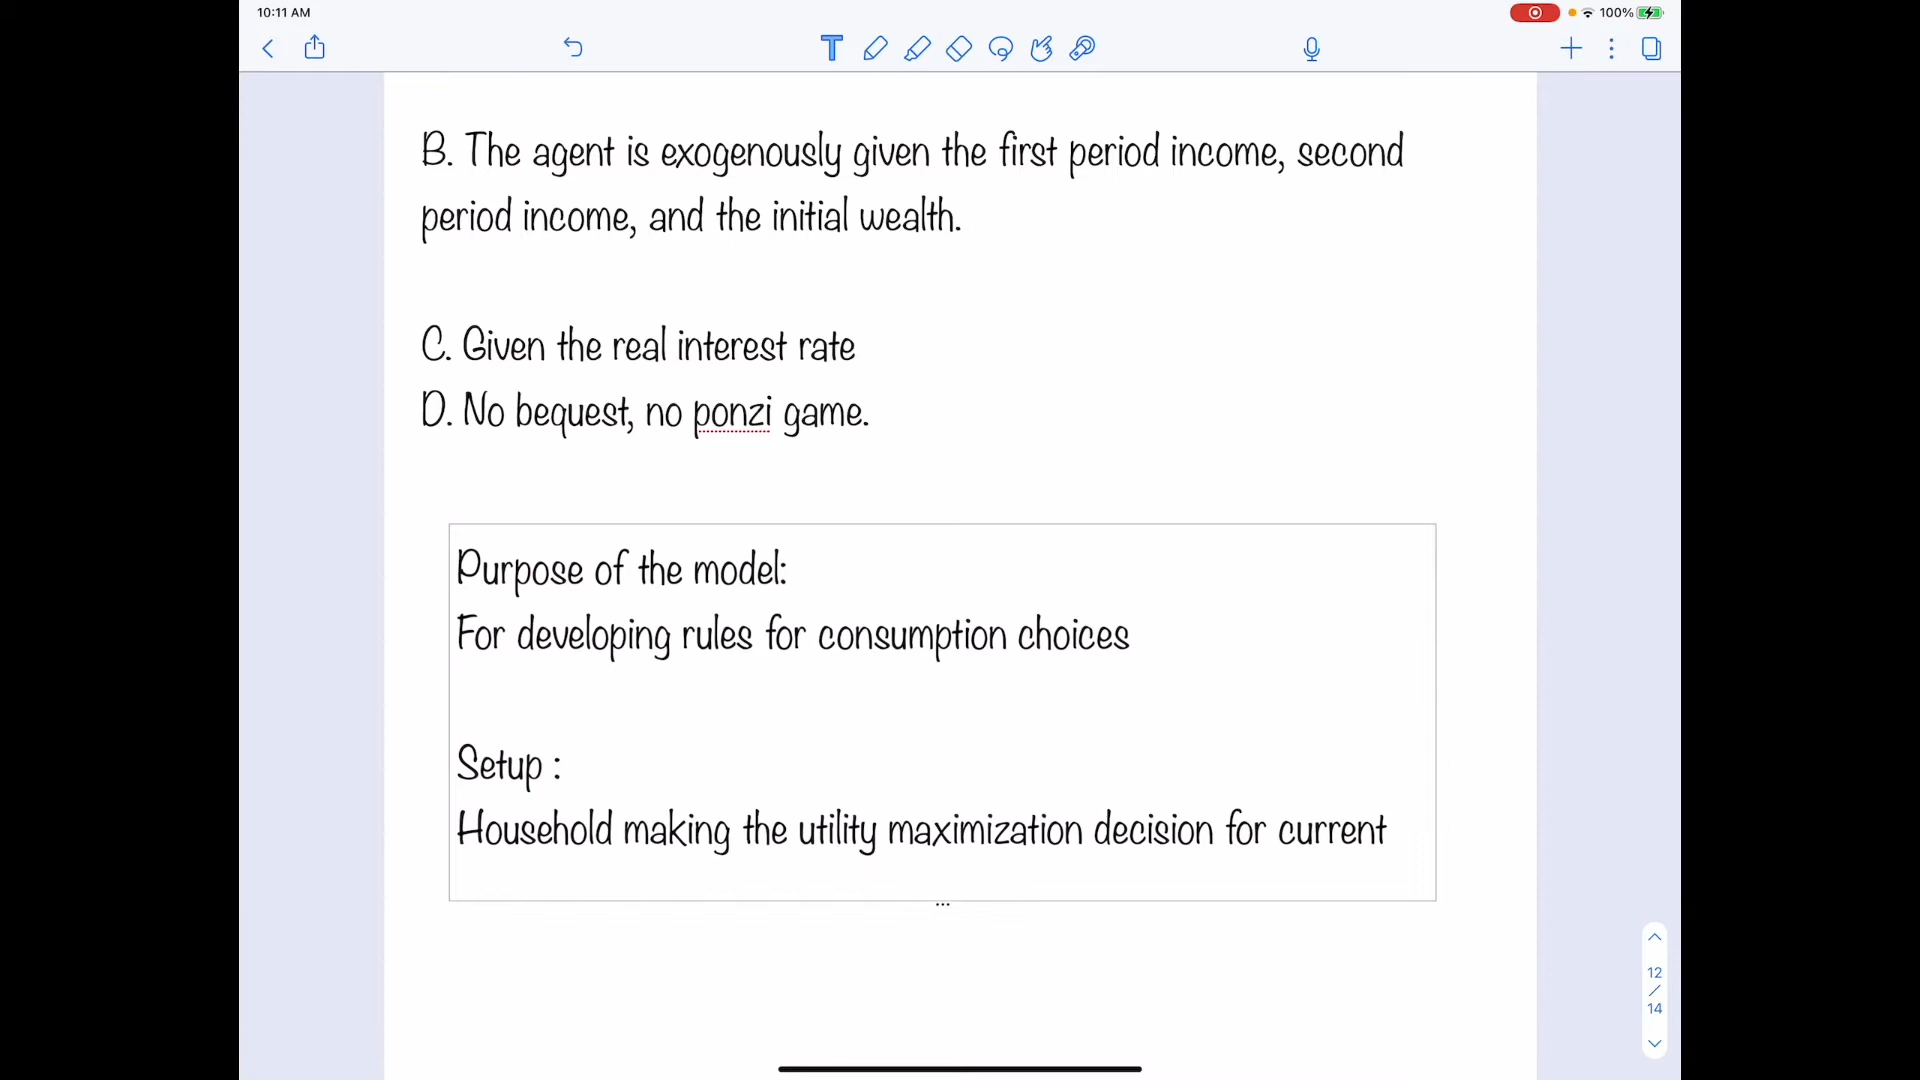 10:11 AM
100%
B. The agent is exogenously given the first period income, second
period income, and the initial wealth.
C. Given the real interest rate
D. No bequest, no ponzi game.
Purpose of the model:
For developing rules for consumption choices
Setup :
Household making the utility maximization decision for current
...
12
/
14